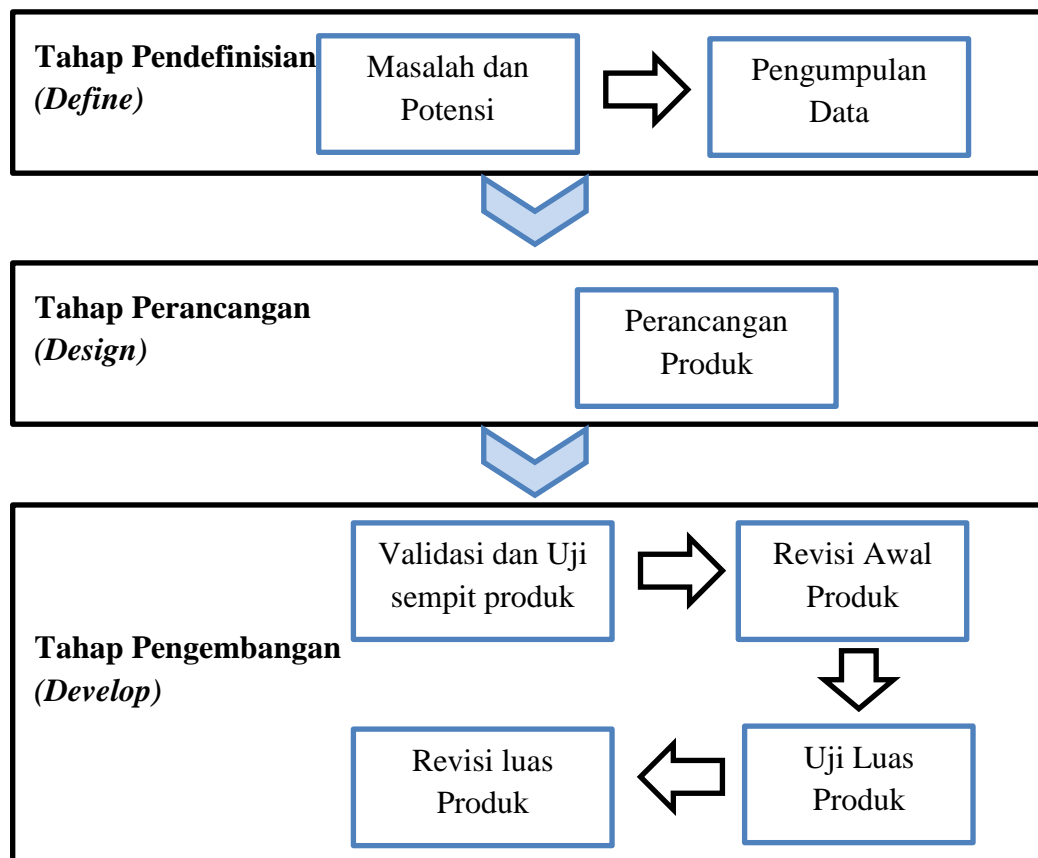 Tahap Pendefinisian
(Define)
Masalah dan
Potensi
Pengumpulan
Data
Tahap Perancangan
(Design)
Perancangan
Produk
Tahap Pengembangan
(Develop)
Validasi dan Uji
sempit produk
Revisi Awal
Produk
Uji Luas
Produk
Revisi luas
Produk